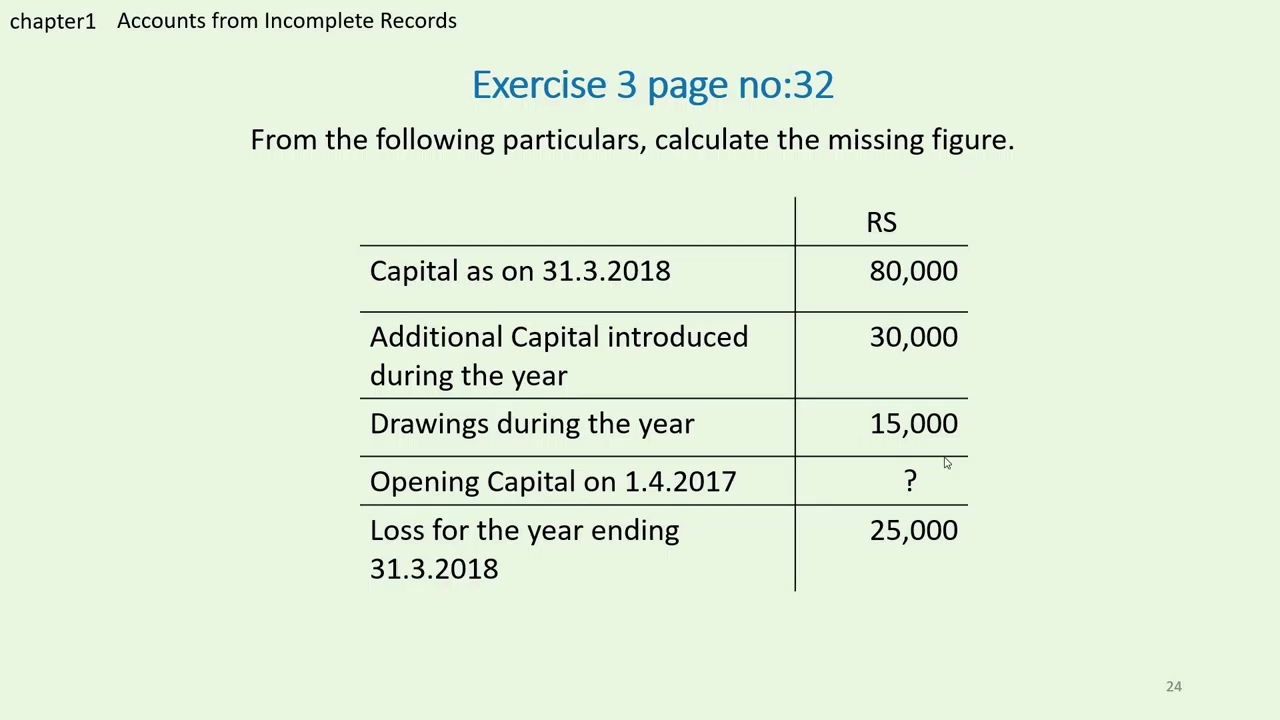 chapter1 Accounts from Incomplete Records
Exercise 3 page no:32
From the following particulars, calculate the missing figure.
RS
Capital as on 31.3.2018 80,000
Additional Capital introduced 30,000
during the year
Drawings during the year 15,000
Opening Capital on 1.4.2017 ?
Loss for the year ending 25,000
31.3.2018
24